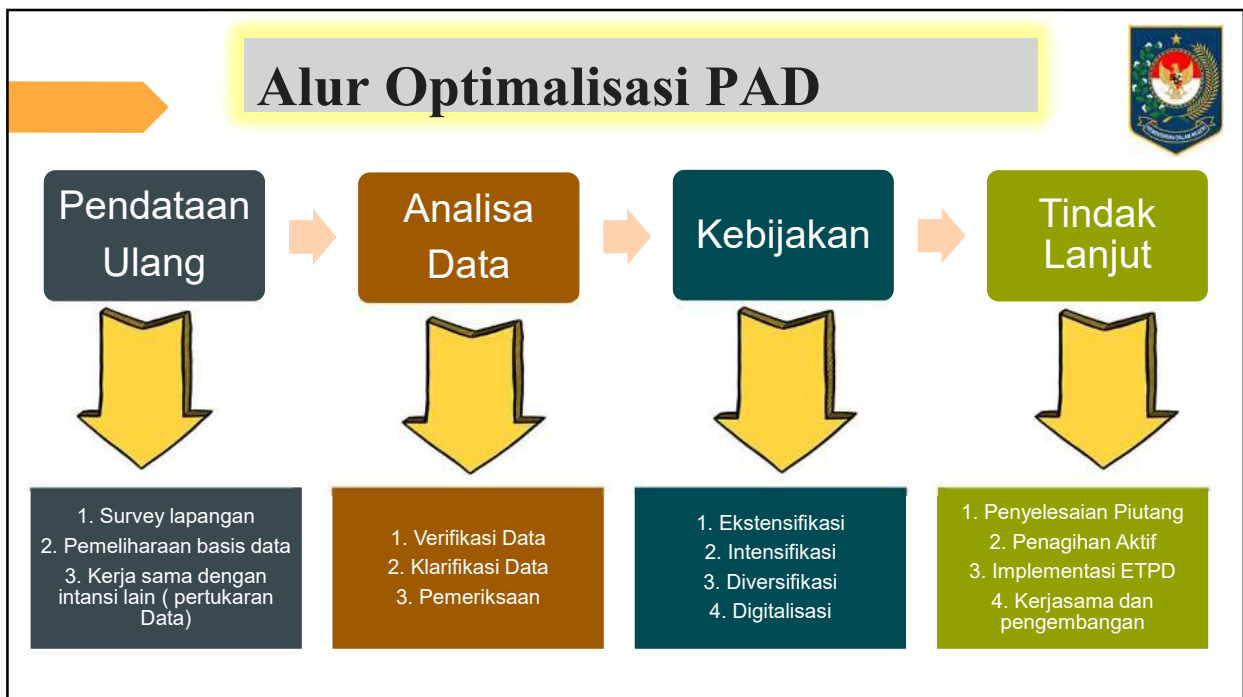 Alur Optimalisasi PAD
Pendataan
Ulang
Analisa
Data
Kebijakan
Tindak
Lanjut
1. Survey lapangan
2. Pemeliharaan basis data
3. Kerja sama dengan
intansi lain ( pertukaran
Data)
1. Verifikasi Data
2. Klarifikasi Data
3. Pemeriksaan
1. Ekstensifikasi
2. Intensifikasi
3. Diversifikasi
4. Digitalisasi
1. Penyelesaian Piutang
2. Penagihan Aktif
3. Implementasi ETPD
4. Kerjasama dan
pengembangan